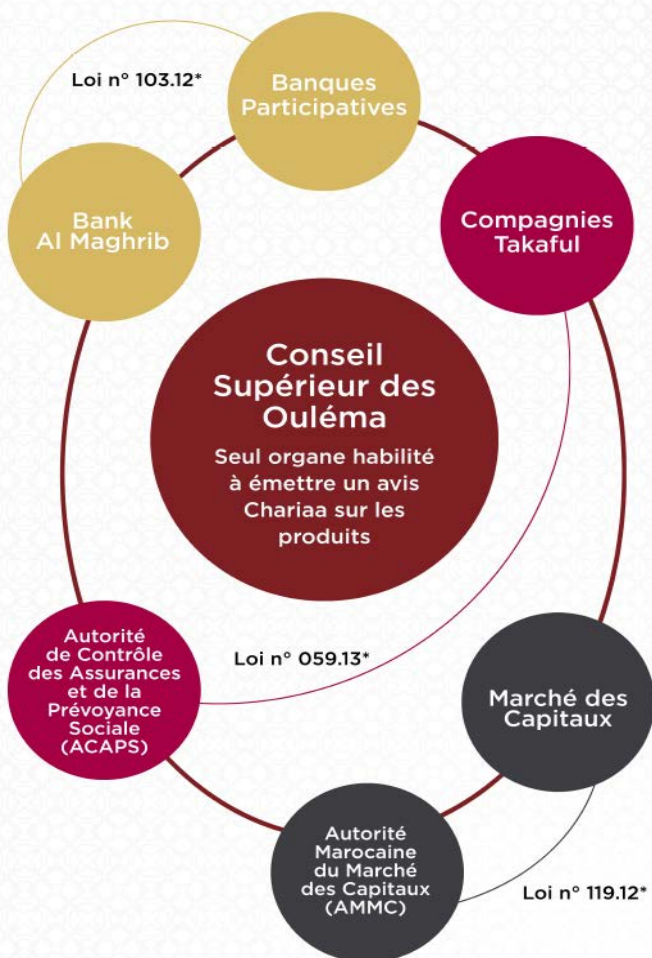 Loi n° 103.12*
Banques
Participatives
Bank
Al Maghrib
Compagnies
Takaful
Conseil
Supérieur des
Ouléma
Seul organe habilité
à émettre un avis
Chariaa sur les
produits
Autorité
de Contrôle
des Assurances
et de la
Prévoyance
Sociale
(ACAPS)
Loi n° 059.13*
Marché des
Capitaux
Autorité
Marocaine
du Marché
des Capitaux
(AMMC)
Loi n° 119.12*